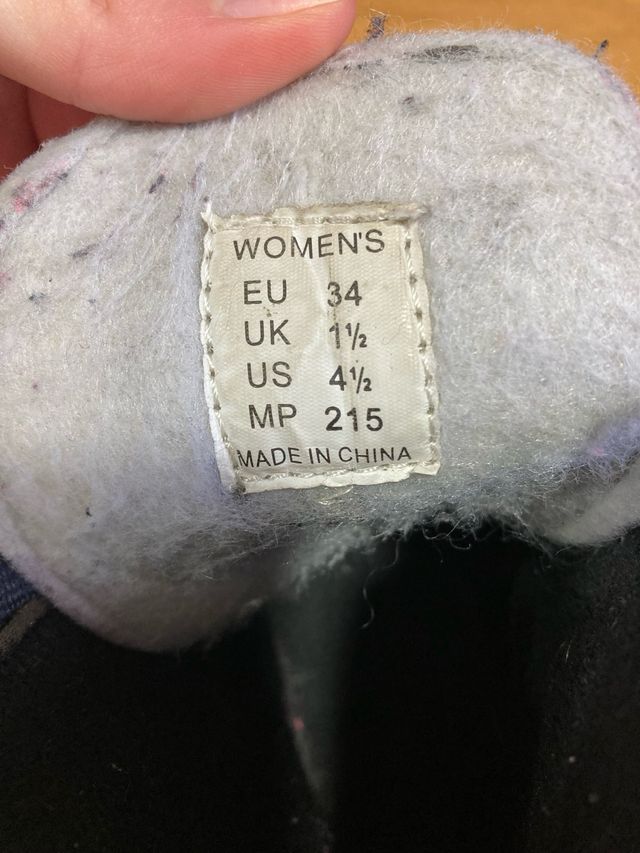 WOMEN'S
EU 34
UK 1½
US 4½
MP 215
MADE IN CHINA